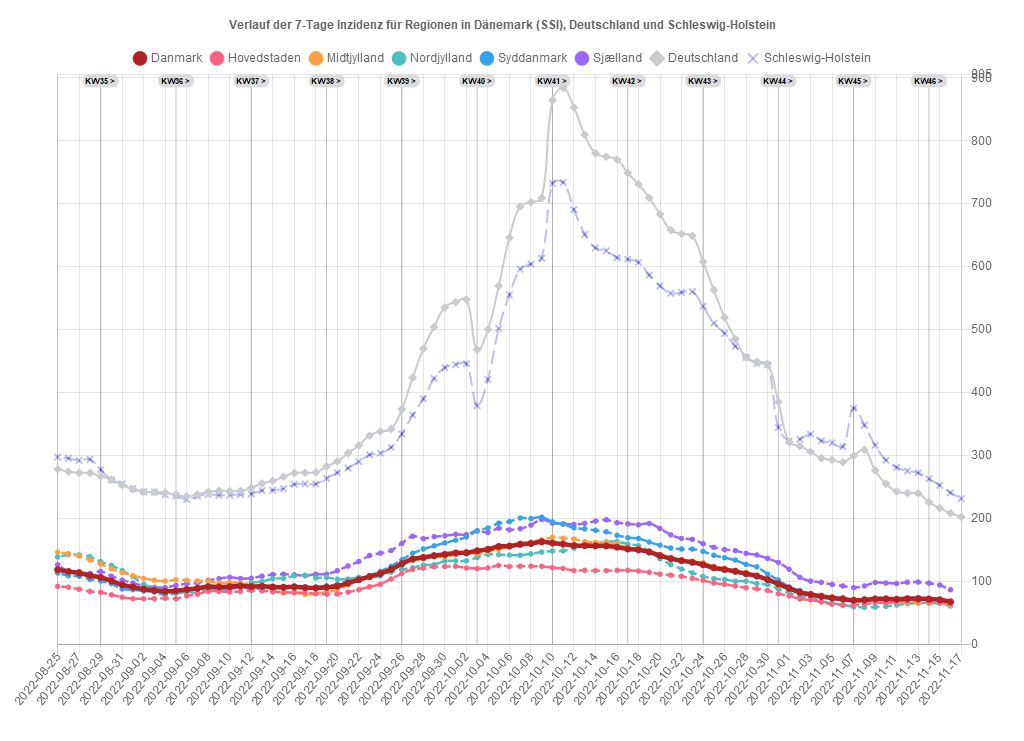 Verlauf der 7-Tage Inzidenz für Regionen in Dänemark (SSI), Deutschland und Schleswig-Holstein
Danmark Hovedstaden Midtjylland Nordjylland Syddanmark Sjælland Deutschland Schleswig-Holstein
KW35 > KW36 > KW37 > KW38 > KW39 > KW40 > KW41 > KW42 > KW43 > KW44 > KW45 > KW46 >
905
900
800
700
600
500
400
300
200
100
0
2022-08-25 2022-08-27 2022-08-29 2022-08-31 2022-09-02 2022-09-04 2022-09-06 2022-09-08 2022-09-10 2022-09-12 2022-09-14 2022-09-16 2022-09-18 2022-09-20 2022-09-22 2022-09-24 2022-09-26 2022-09-28 2022-09-30 2022-10-02 2022-10-04 2022-10-06 2022-10-08 2022-10-10 2022-10-12 2022-10-14 2022-10-16 2022-10-18 2022-10-20 2022-10-22 2022-10-24 2022-10-26 2022-10-28 2022-10-30 2022-11-01 2022-11-03 2022-11-05 2022-11-07 2022-11-09 2022-11-11 2022-11-13 2022-11-15 2022-11-17